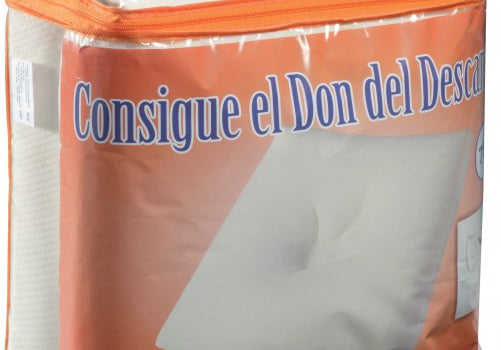 Consigue el Don del Descan